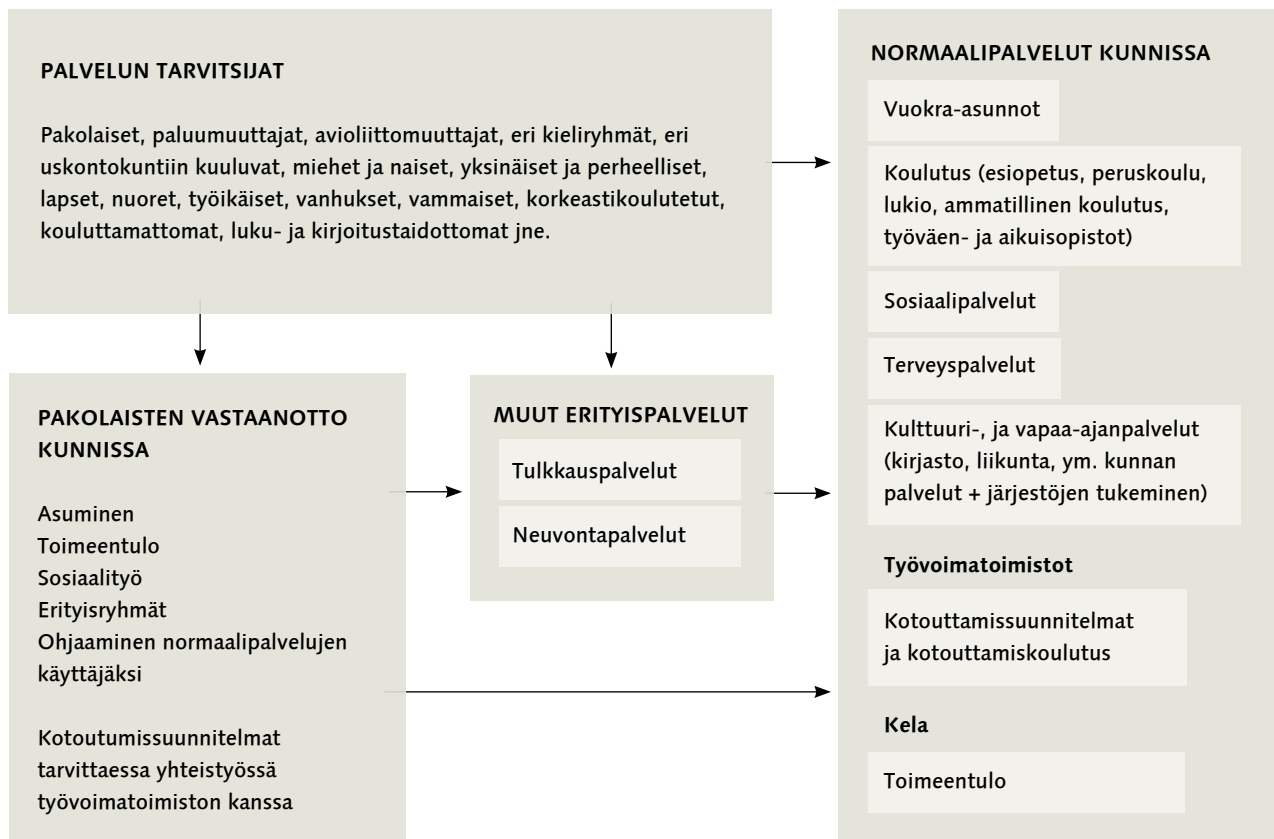 PALVELUN TARVITSIJAT
Pakolaiset, paluumuuttajat, avioliittomuuttajat, eri kieliryhmät, eri
uskontokuntiin kuuluvat, miehet ja naiset, yksinäiset ja perheelliset,
lapset, nuoret, työikäiset, vanhukset, vammaiset, korkeastikoulutetut,
kouluttamattomat, luku- ja kirjoitustaidottomat jne.
PAKOLAISTEN VASTAANOTTO
KUNNISSA
Asuminen
Toimeentulo
Sosiaalityö
Erityisryhmät
Ohjaaminen normaalipalvelujen
käyttäjäksi
Kotoutumissuunnitelmat
tarvittaessa yhteistyössä
työvoimatoimiston kanssa
MUUT ERITYISPALVELUT
Tulkkauspalvelut
Neuvontapalvelut
NORMAALIPALVELUT KUNNISSA
Vuokra-asunnot
Koulutus (esiopetus, peruskoulu,
lukio, ammatillinen koulutus,
työväen- ja aikuisopistot)
Sosiaalipalvelut
Terveyspalvelut
Kulttuuri-, ja vapaa-ajanpalvelut
(kirjasto, liikunta, ym. kunnan
palvelut + järjestöjen tukeminen)
Työvoimatoimistot
Kotouttamissuunnitelmat
ja kotouttamiskoulutus
Kela
Toimeentulo